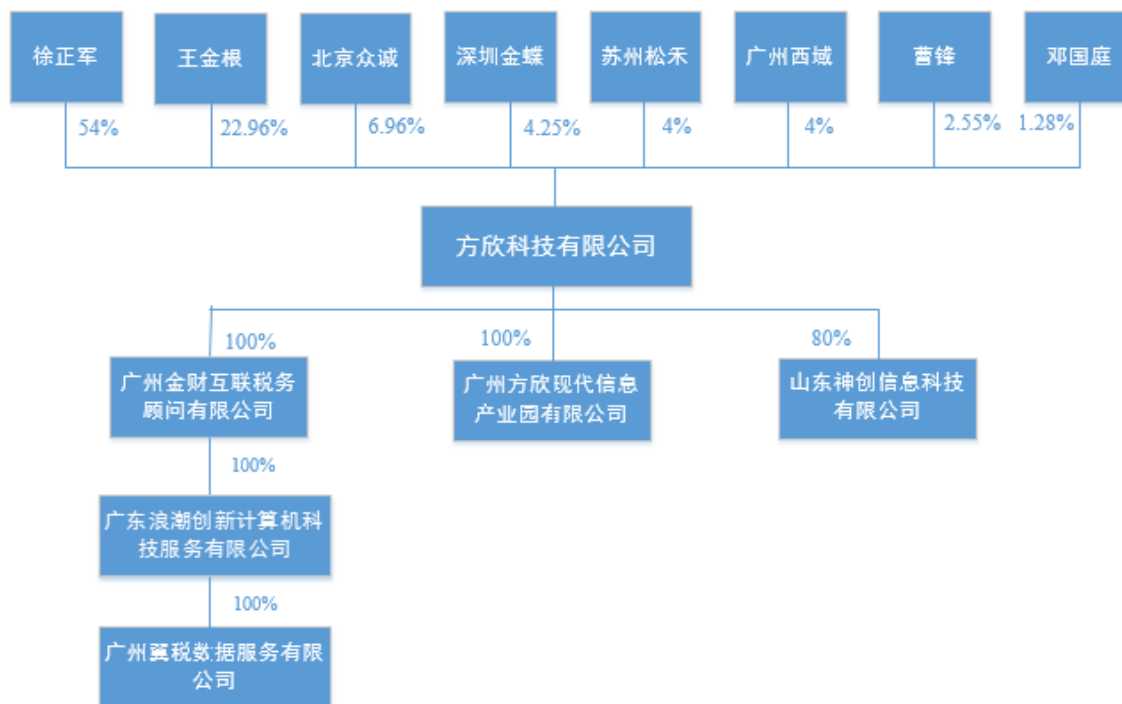 徐正军
王金根
北京众诚
深圳金蝶
苏州松禾
广州西域
曹锋
邓国庭
54%
22.96%
6.96%
4.25%
4%
4%
2.55%
1.28%
方欣科技有限公司
100%
100%
80%
广州金财互联税务
顾问有限公司
广州方欣现代信息
产业园有限公司
山东神创信息科技
有限公司
100%
广东浪潮创新计算机科
技服务有限公司
100%
广州翼税数据服务有限
公司